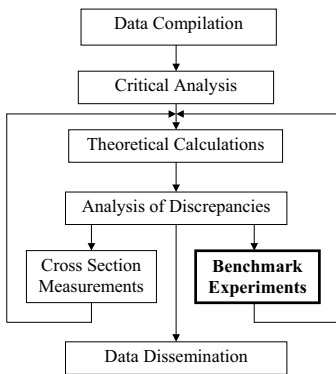 Data Compilation
Critical Analysis
Theoretical Calculations
Analysis of Discrepancies
Cross Section
Measurements
Benchmark
Experiments
Data Dissemination